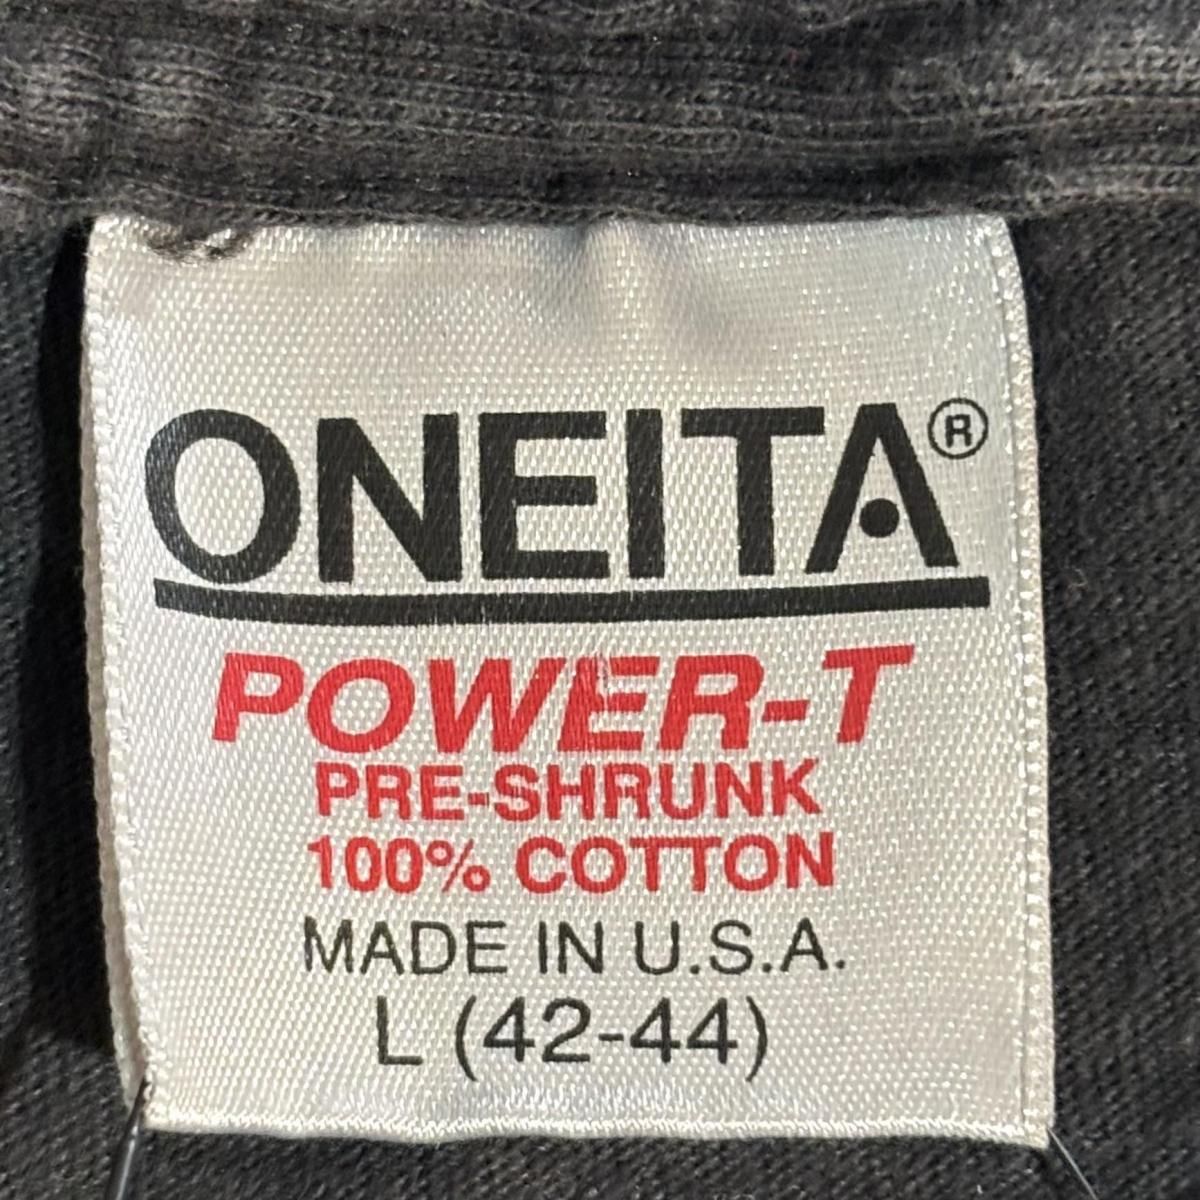 ONEITA®
POWER-T
PRE-SHRUNK
100% COTTON
MADE IN U.S.A.
L (42-44)